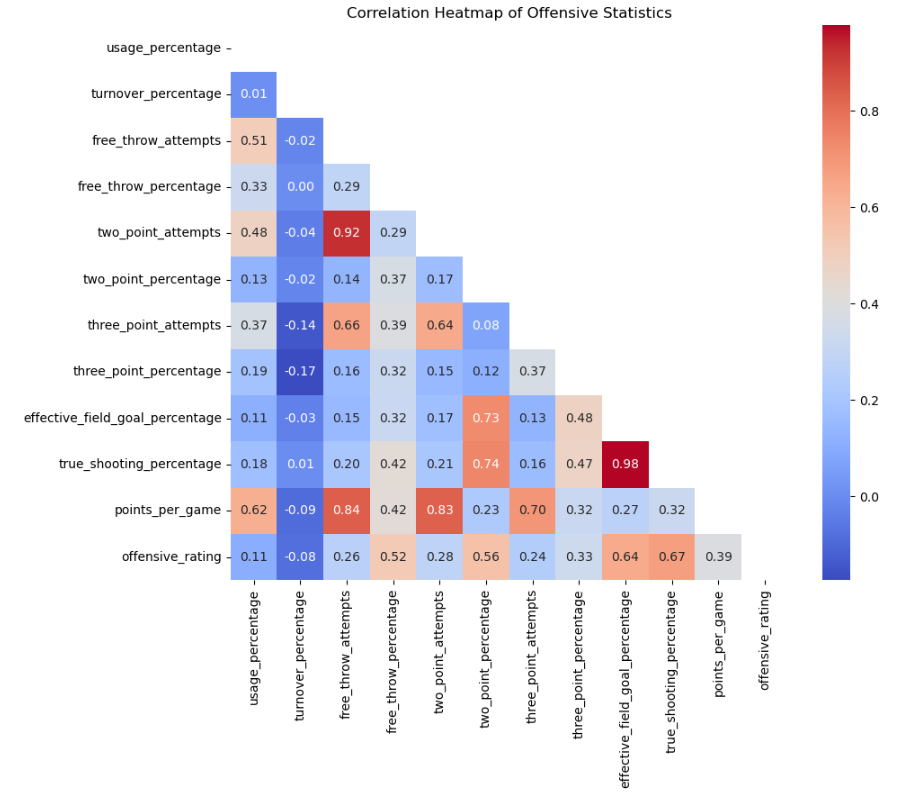 Correlation Heatmap of Offensive Statistics
usage_percentage
turnover_percentage 0.01
free_throw_attempts 0.51 -0.02
free_throw_percentage 0.33 0.00 0.29
two_point_attempts 0.48 -0.04 0.92 0.29
two_point_percentage 0.13 -0.02 0.14 0.37 0.17
three_point_attempts 0.37 -0.14 0.66 0.39 0.64 0.08
three_point_percentage 0.19 -0.17 0.16 0.32 0.15 0.12 0.37
effective_field_goal_percentage 0.11 -0.03 0.15 0.32 0.17 0.73 0.13 0.48
true_shooting_percentage 0.18 0.01 0.20 0.42 0.21 0.74 0.16 0.47 0.98
points_per_game 0.62 -0.09 0.84 0.42 0.83 0.23 0.70 0.32 0.27 0.32
offensive_rating 0.11 -0.08 0.26 0.52 0.28 0.56 0.24 0.33 0.64 0.67 0.39
usage_percentage
turnover_percentage
free_throw_attempts
free_throw_percentage
two_point_attempts
two_point_percentage
three_point_attempts
three_point_percentage
effective_field_goal_percentage
true_shooting_percentage
points_per_game
offensive_rating
0.8
0.6
0.4
0.2
0.0